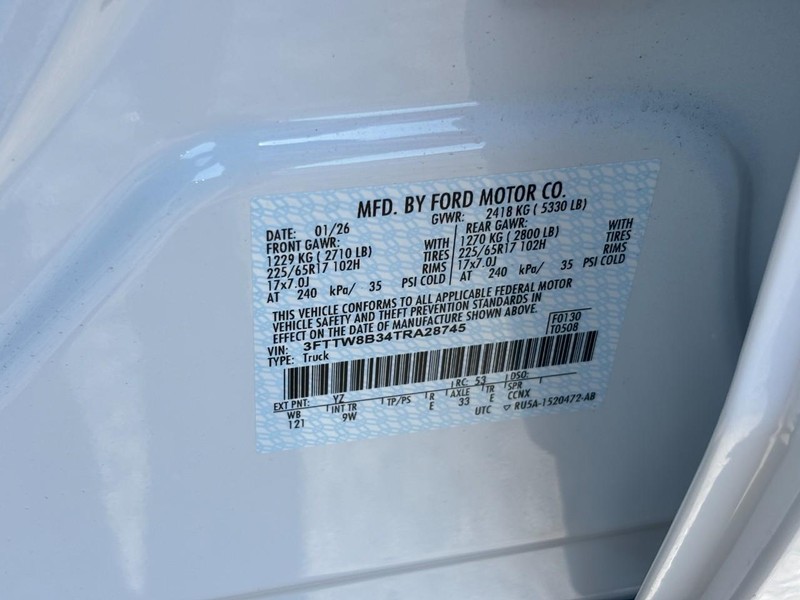 MFD. BY FORD MOTOR CO.
DATE: 01/26 GVWR: 2418 KG ( 5330 LB)
FRONT GAWR: WITH REAR GAWR: WITH
1229 KG ( 2710 LB) TIRES 1270 KG ( 2800 LB) TIRES
225/65R17 102H RIMS 225/65R17 102H RIMS
17x7.0J 17x7.0J
AT 240 kPa/ 35 PSI COLD AT 240 kPa/ 35 PSI COLD
THIS VEHICLE CONFORMS TO ALL APPLICABLE FEDERAL MOTOR
VEHICLE SAFETY AND THEFT PREVENTION STANDARDS IN
EFFECT ON THE DATE OF MANUFACTURE SHOWN ABOVE.
VIN: 3FTTW8B34TRA28745 F0130
TYPE: Truck T0508
EXT PNT: YZ RC: 53 DSO:
WB INT TR TP/PS R AXLE TR SPR
121 9W E 33 E CCNX
UTC ▽ RU5A-1520472-AB